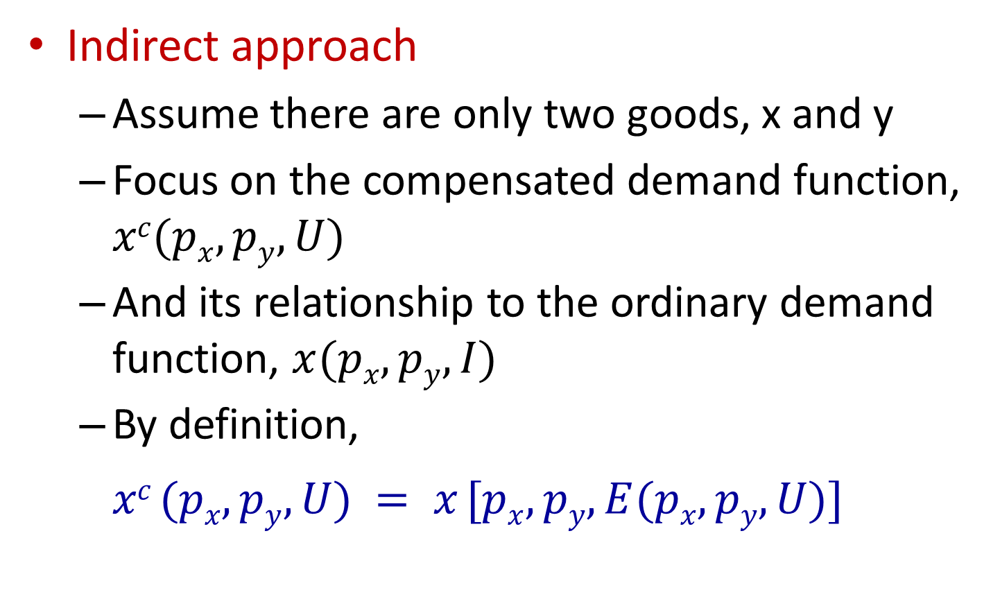 • Indirect approach
– Assume there are only two goods, x and y
– Focus on the compensated demand function,
$x^c(p_x, p_y, U)$
– And its relationship to the ordinary demand
function, $x(p_x, p_y, I)$
– By definition,
$x^c(p_x, p_y, U) = x[p_x, p_y, E(p_x, p_y, U)]$